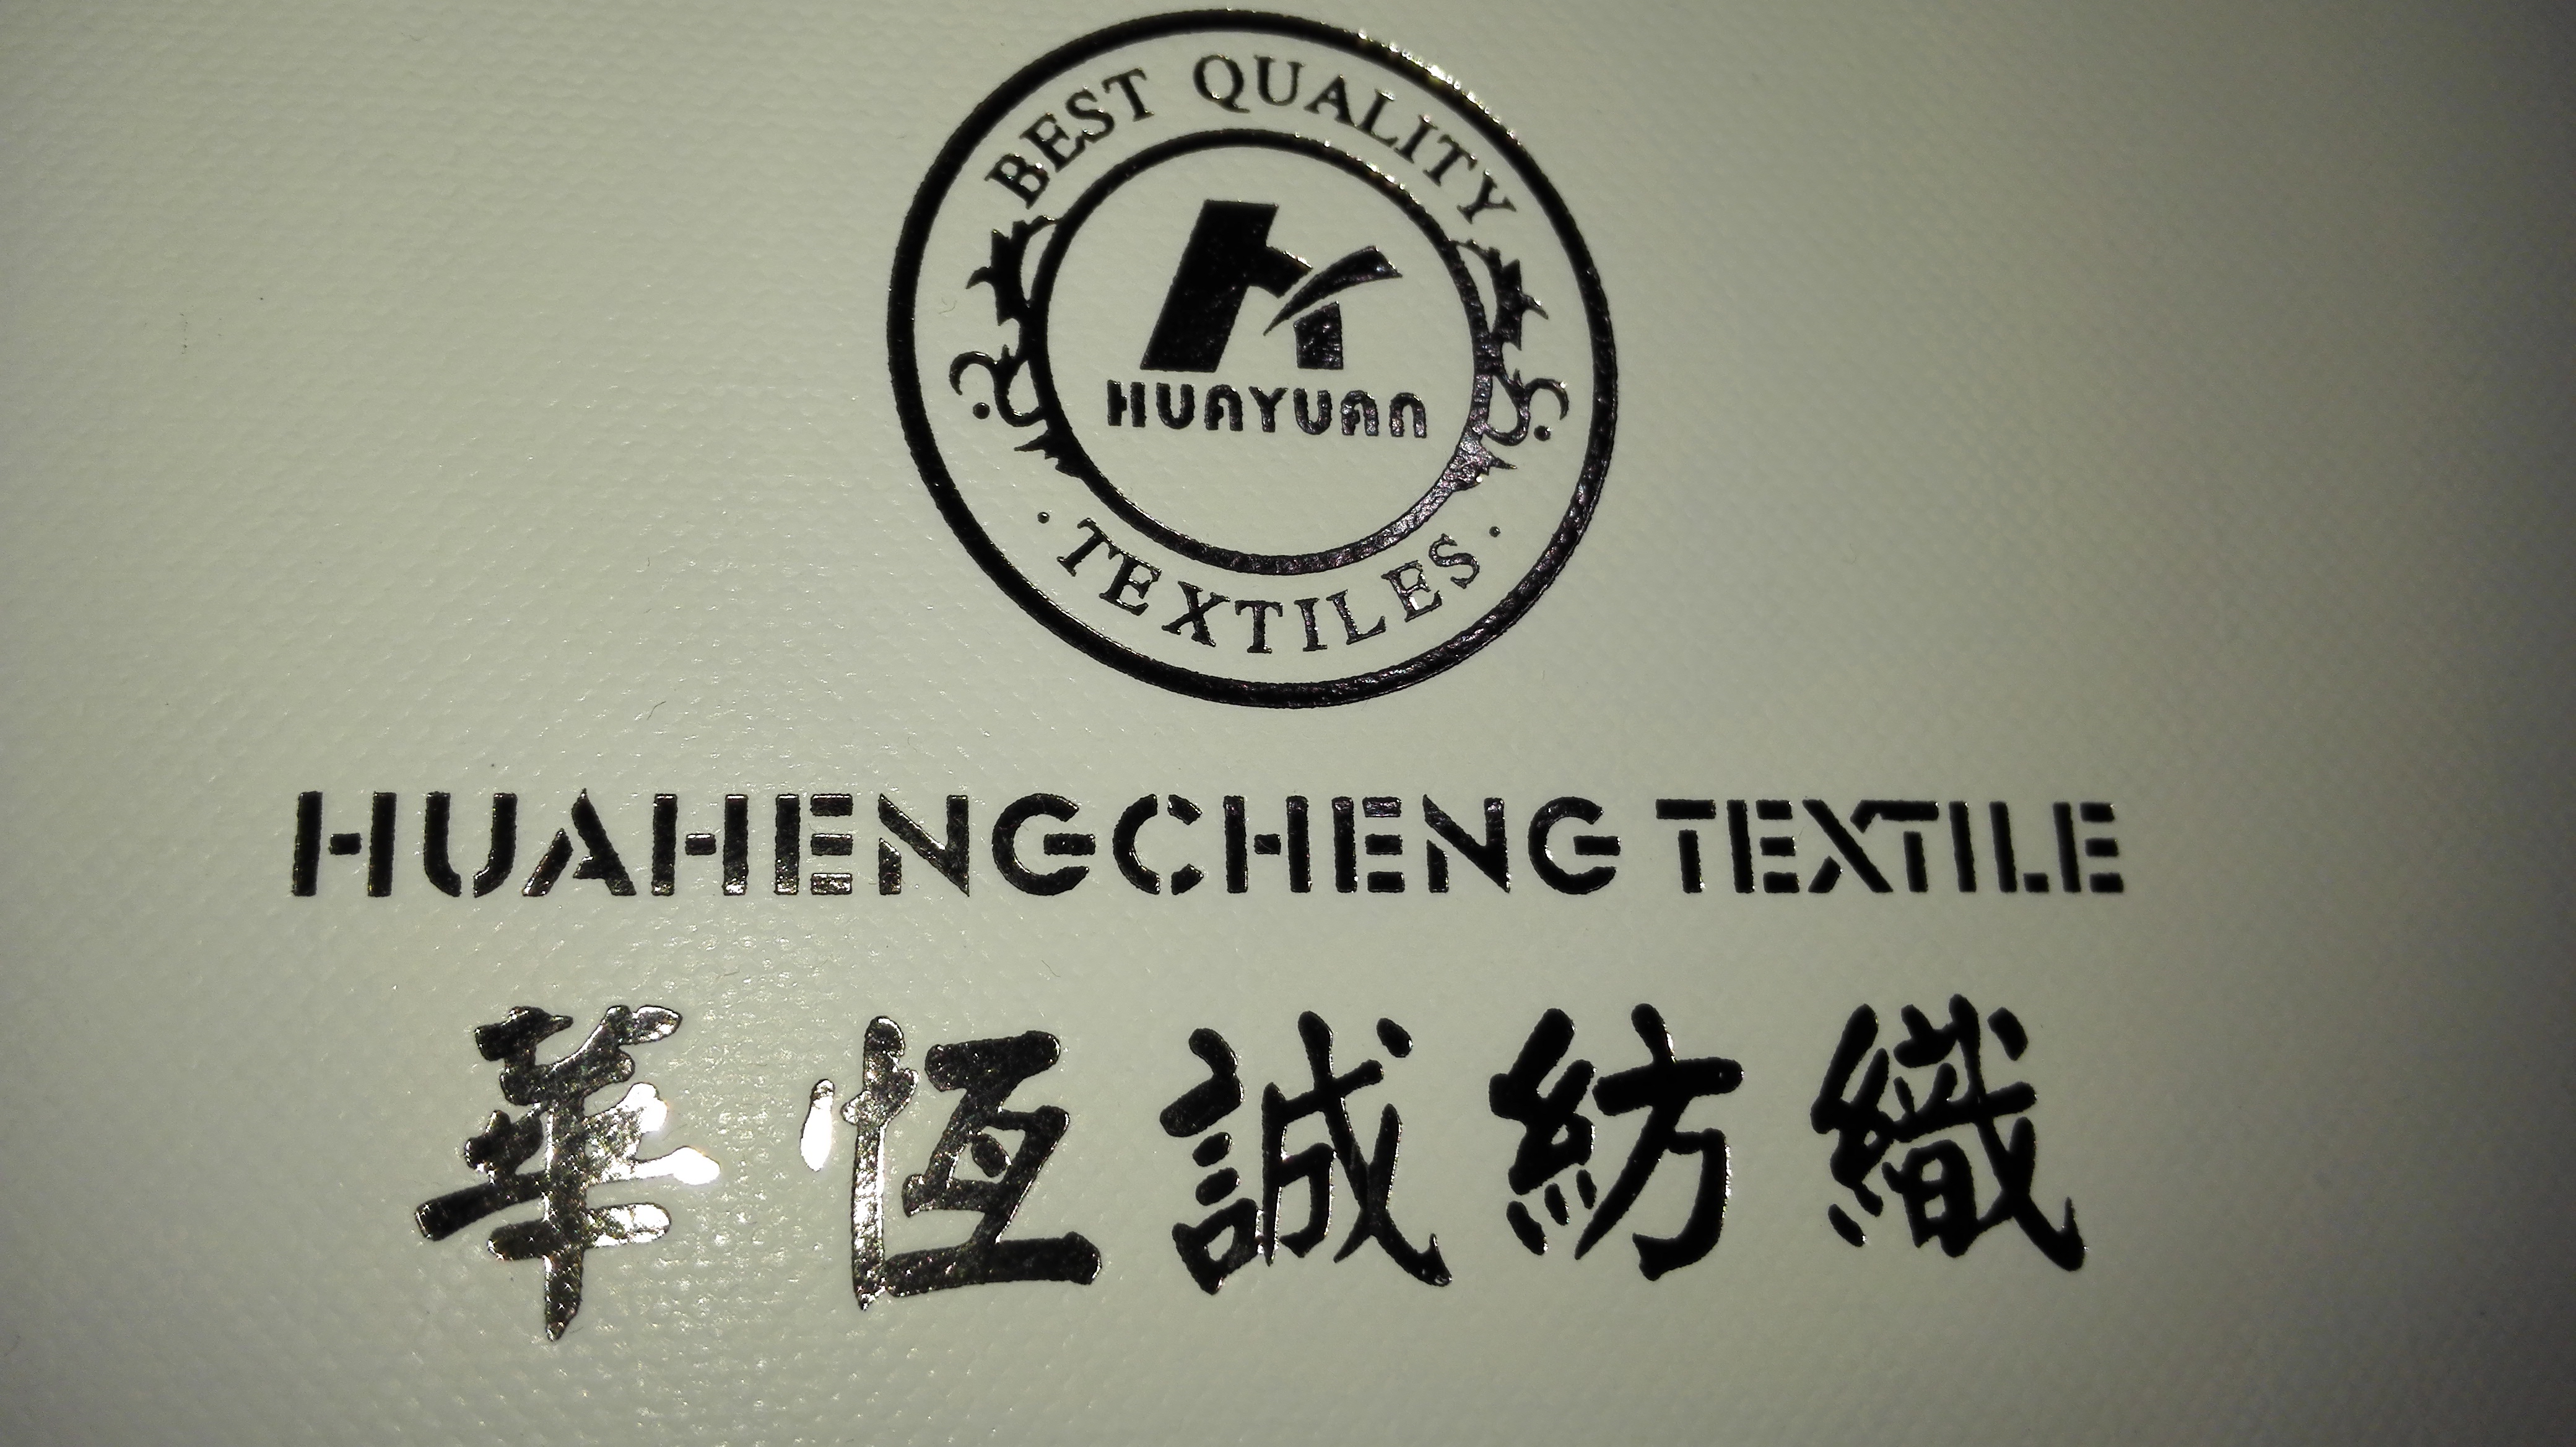 BEST QUALITY
HUAYUAN
· TEXTILES ·
HUAHENGCHENG TEXTILE
華恆誠紡織